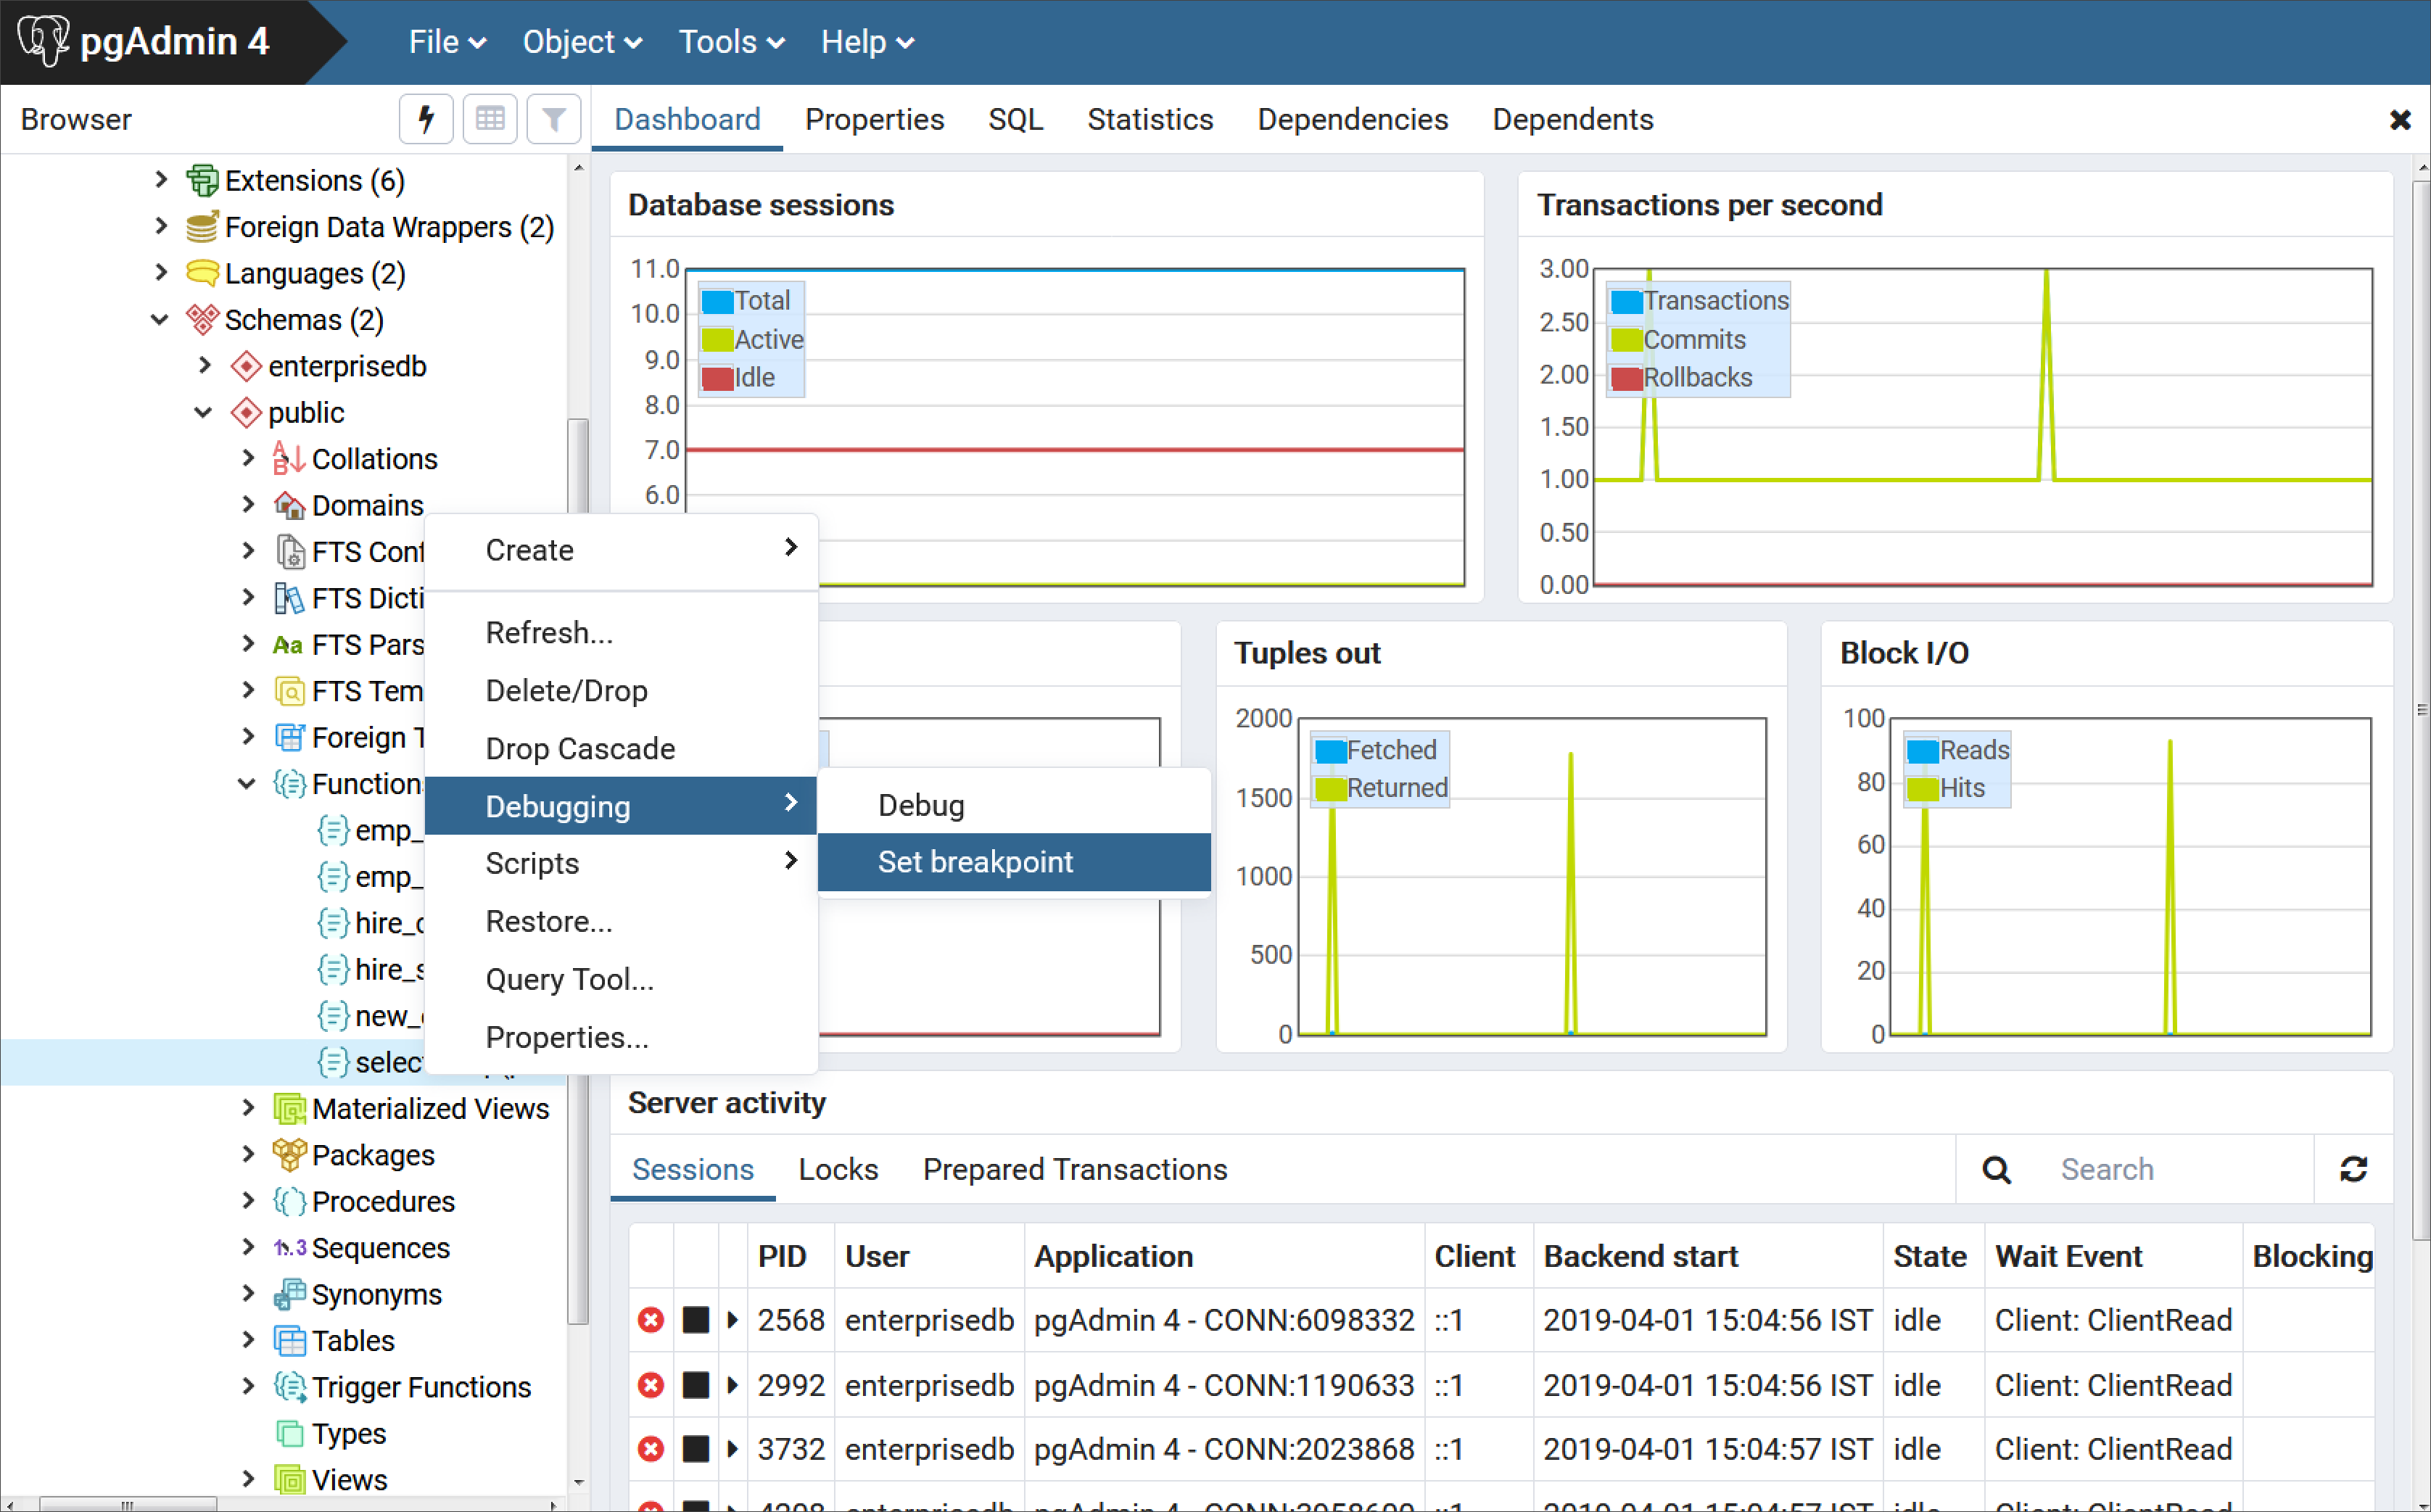 pgAdmin 4
File Object Tools Help
Browser
Dashboard Properties SQL Statistics Dependencies Dependents
Extensions (6)
Foreign Data Wrappers (2)
Languages (2)
Schemas (2)
enterprisedb
public
Collations
Domains
FTS Conf
FTS Dicti
FTS Pars
FTS Tem
Foreign T
Functions
emp_
emp_
hire_c
hire_s
new_
selec
Materialized Views
Packages
Procedures
1..3 Sequences
Synonyms
Tables
Trigger Functions
Types
Views
Create
Refresh...
Delete/Drop
Drop Cascade
Debugging
Scripts
Restore...
Query Tool...
Properties...
Debug
Set breakpoint
Database sessions
11.0
10.0
9.0
8.0
7.0
6.0
Total
Active
Idle
Transactions per second
3.00
2.50
2.00
1.50
1.00
0.50
0.00
Transactions
Commits
Rollbacks
Tuples out
2000
1500
1000
500
0
Fetched
Returned
Block I/O
100
80
60
40
20
0
Reads
Hits
Server activity
Sessions Locks Prepared Transactions Search
PID User Application Client Backend start State Wait Event Blocking
2568 enterprisedb pgAdmin 4 - CONN:6098332 ::1 2019-04-01 15:04:56 IST idle Client: ClientRead
2992 enterprisedb pgAdmin 4 - CONN:1190633 ::1 2019-04-01 15:04:56 IST idle Client: ClientRead
3732 enterprisedb pgAdmin 4 - CONN:2023868 ::1 2019-04-01 15:04:57 IST idle Client: ClientRead